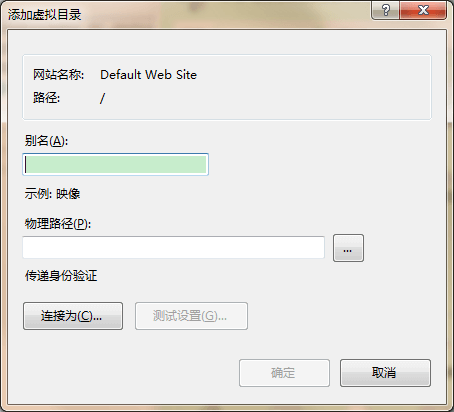 添加虚拟目录
网站名称: Default Web Site
路径: /
别名(A):
示例: 映像
物理路径(P):
...
传递身份验证
连接为(C)... 测试设置(G)...
确定 取消